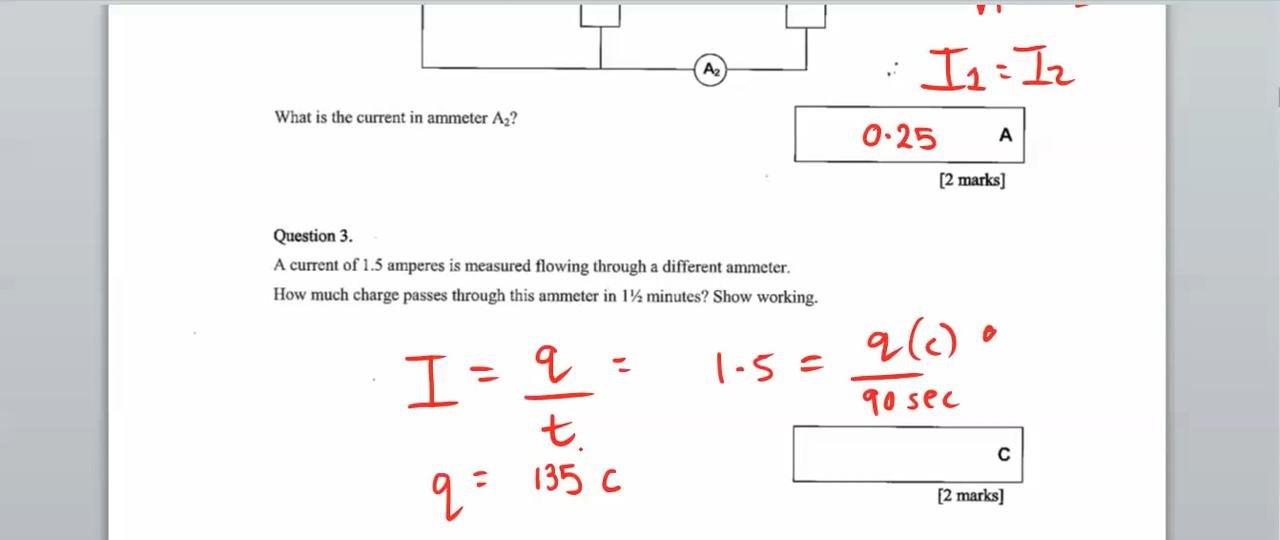 A₂
∴ I₁ = I₂
What is the current in ammeter A₂?
0.25 A
[2 marks]
Question 3.
A current of 1.5 amperes is measured flowing through a different ammeter.
How much charge passes through this ammeter in 1½ minutes? Show working.
I = q/t = 1.5 = q(c)/90 sec
q = 135 c
C
[2 marks]